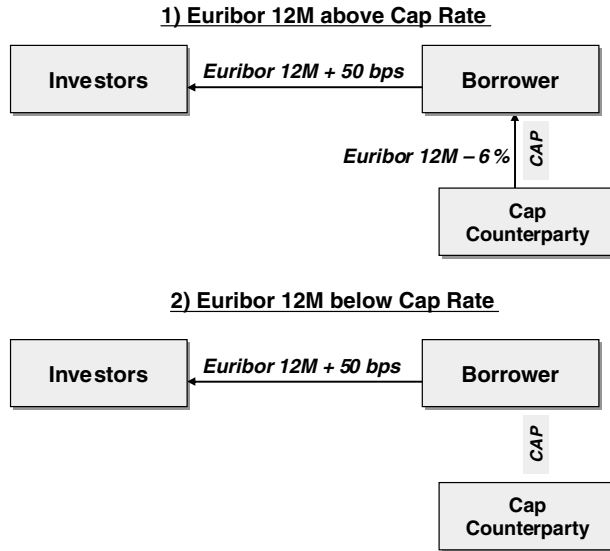 1) Euribor 12M above Cap Rate
Investors
Euribor 12M + 50 bps
Borrower
Euribor 12M – 6%
CAP
Cap
Counterparty
2) Euribor 12M below Cap Rate
Investors
Euribor 12M + 50 bps
Borrower
CAP
Cap
Counterparty